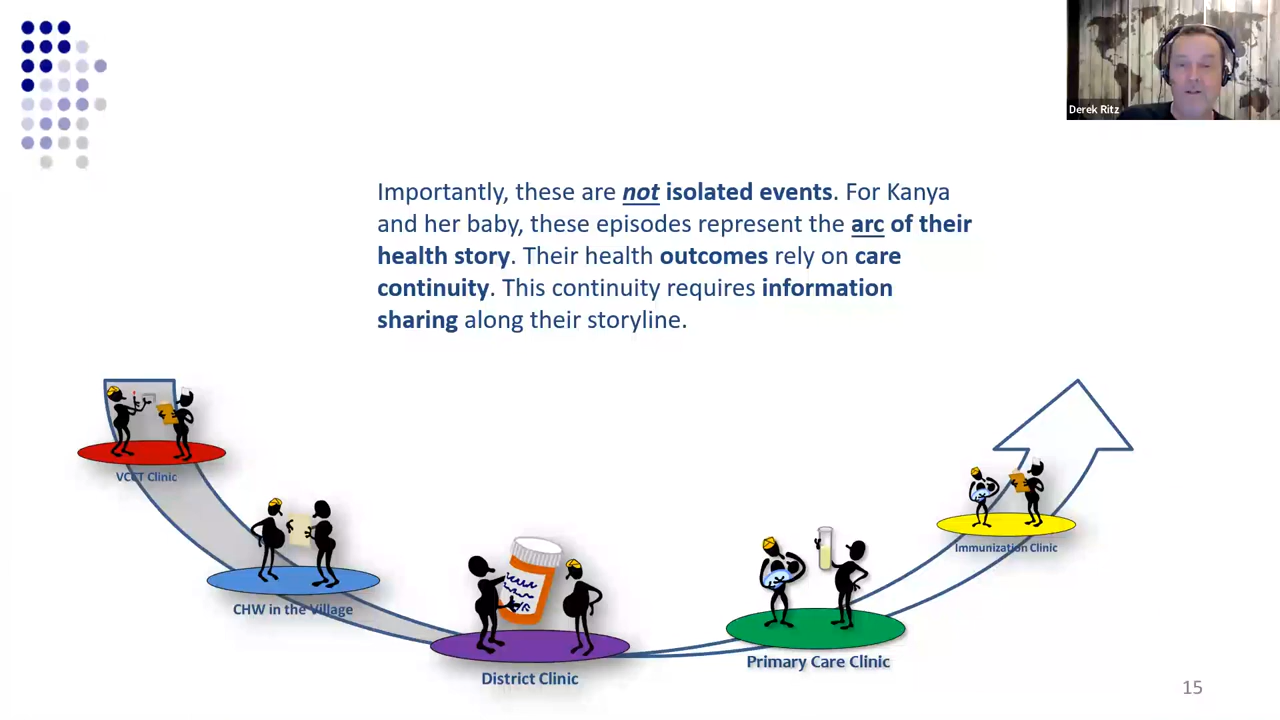 Derek Ritz
Importantly, these are not isolated events. For Kanya
and her baby, these episodes represent the arc of their
health story. Their health outcomes rely on care
continuity. This continuity requires information
sharing along their storyline.
VCCT Clinic
CHW in the Village
District Clinic
Primary Care Clinic
Immunization Clinic
15